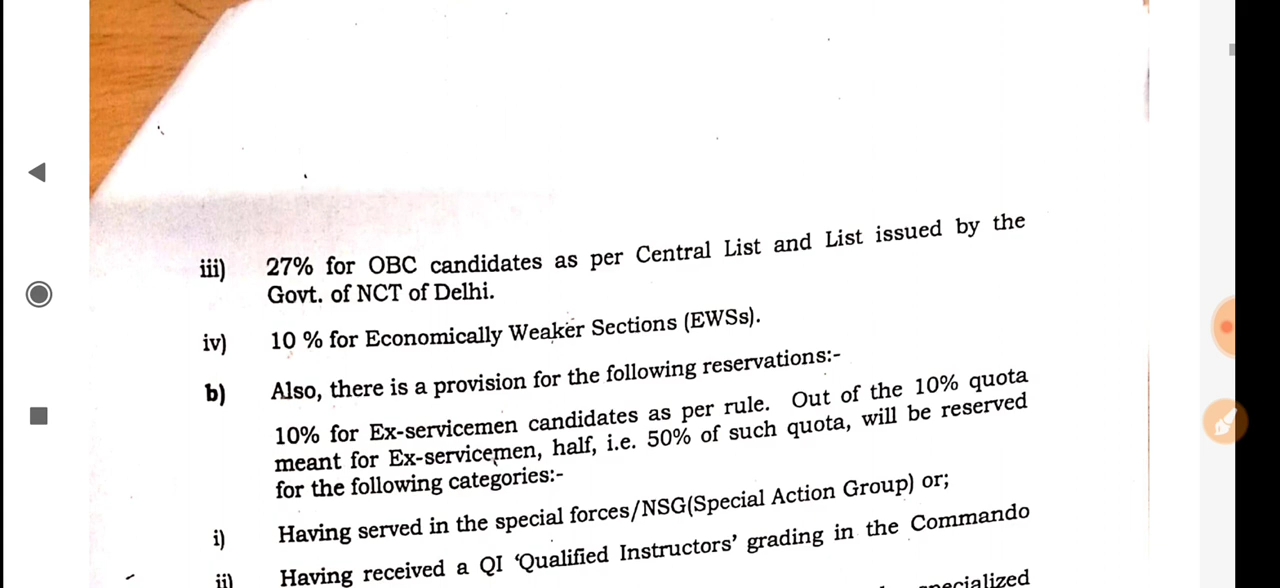 iii) 27% for OBC candidates as per Central List and List issued by the
Govt. of NCT of Delhi.
iv) 10 % for Economically Weaker Sections (EWSs).
b) Also, there is a provision for the following reservations:-
10% for Ex-servicemen candidates as per rule. Out of the 10% quota
meant for Ex-servicemen, half, i.e. 50% of such quota, will be reserved
for the following categories:-
i) Having served in the special forces/NSG(Special Action Group) or;
ii) Having received a QI 'Qualified Instructors' grading in the Commando
specialized